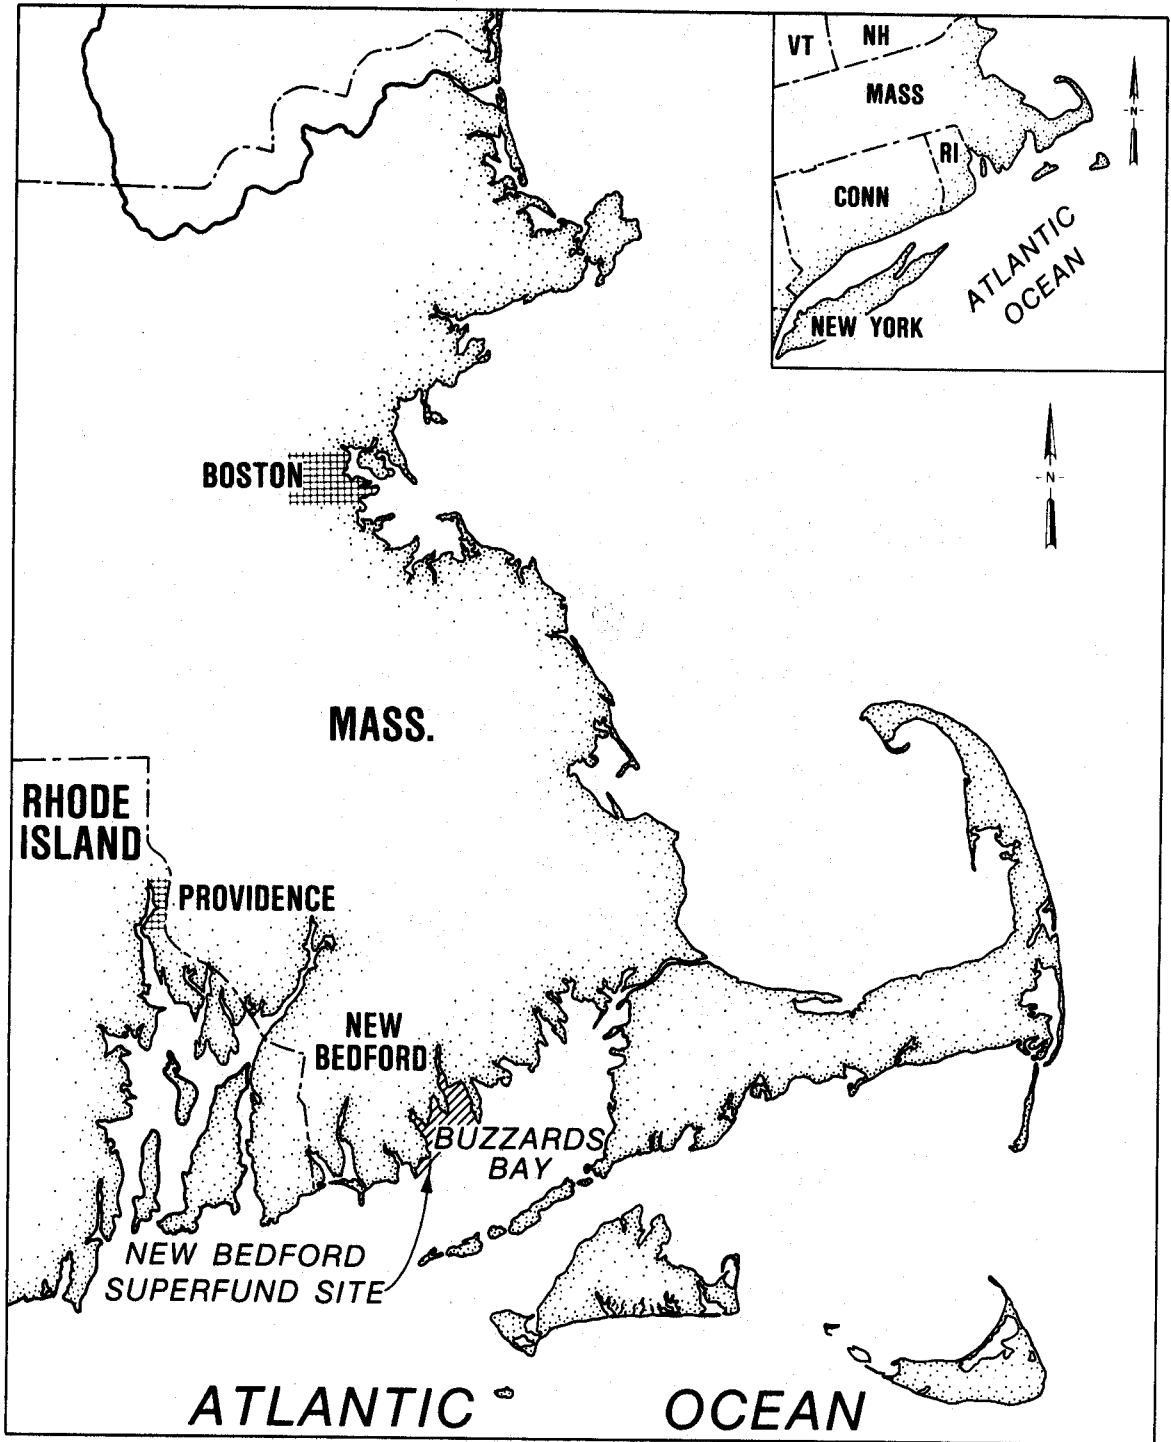 VT
NH
MASS
N
RI
CONN
ATLANTIC
OCEAN
NEW YORK
N
BOSTON
MASS.
RHODE
ISLAND
PROVIDENCE
NEW
BEDFORD
BUZZARDS
BAY
NEW BEDFORD
SUPERFUND SITE
ATLANTIC OCEAN